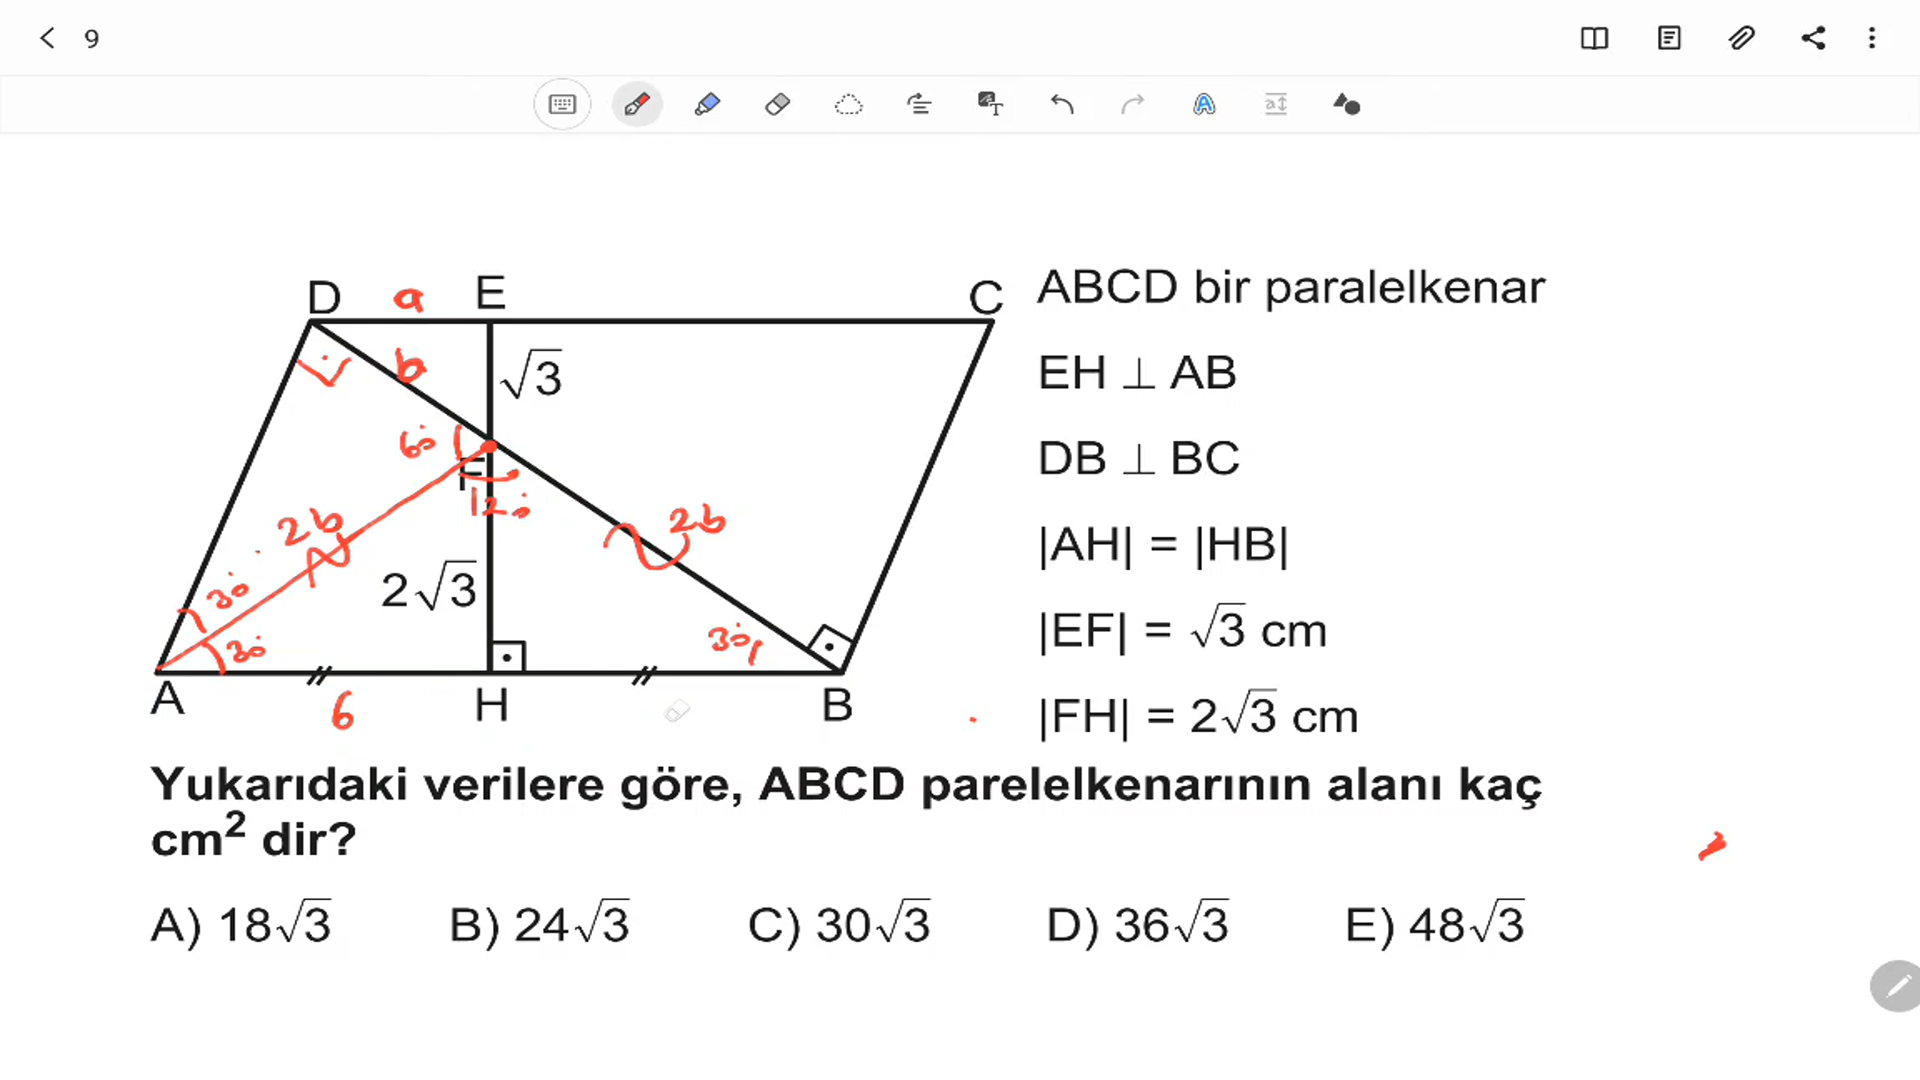 9
D a E C
b √3
60
F
120
2b 2b
30 2√3
30 30
A 6 H B
ABCD bir paralelkenar
EH ⊥ AB
DB ⊥ BC
|AH| = |HB|
|EF| = √3 cm
|FH| = 2√3 cm
Yukarıdaki verilere göre, ABCD parelelkenarının alanı kaç
cm² dir?
A) 18√3 B) 24√3 C) 30√3 D) 36√3 E) 48√3